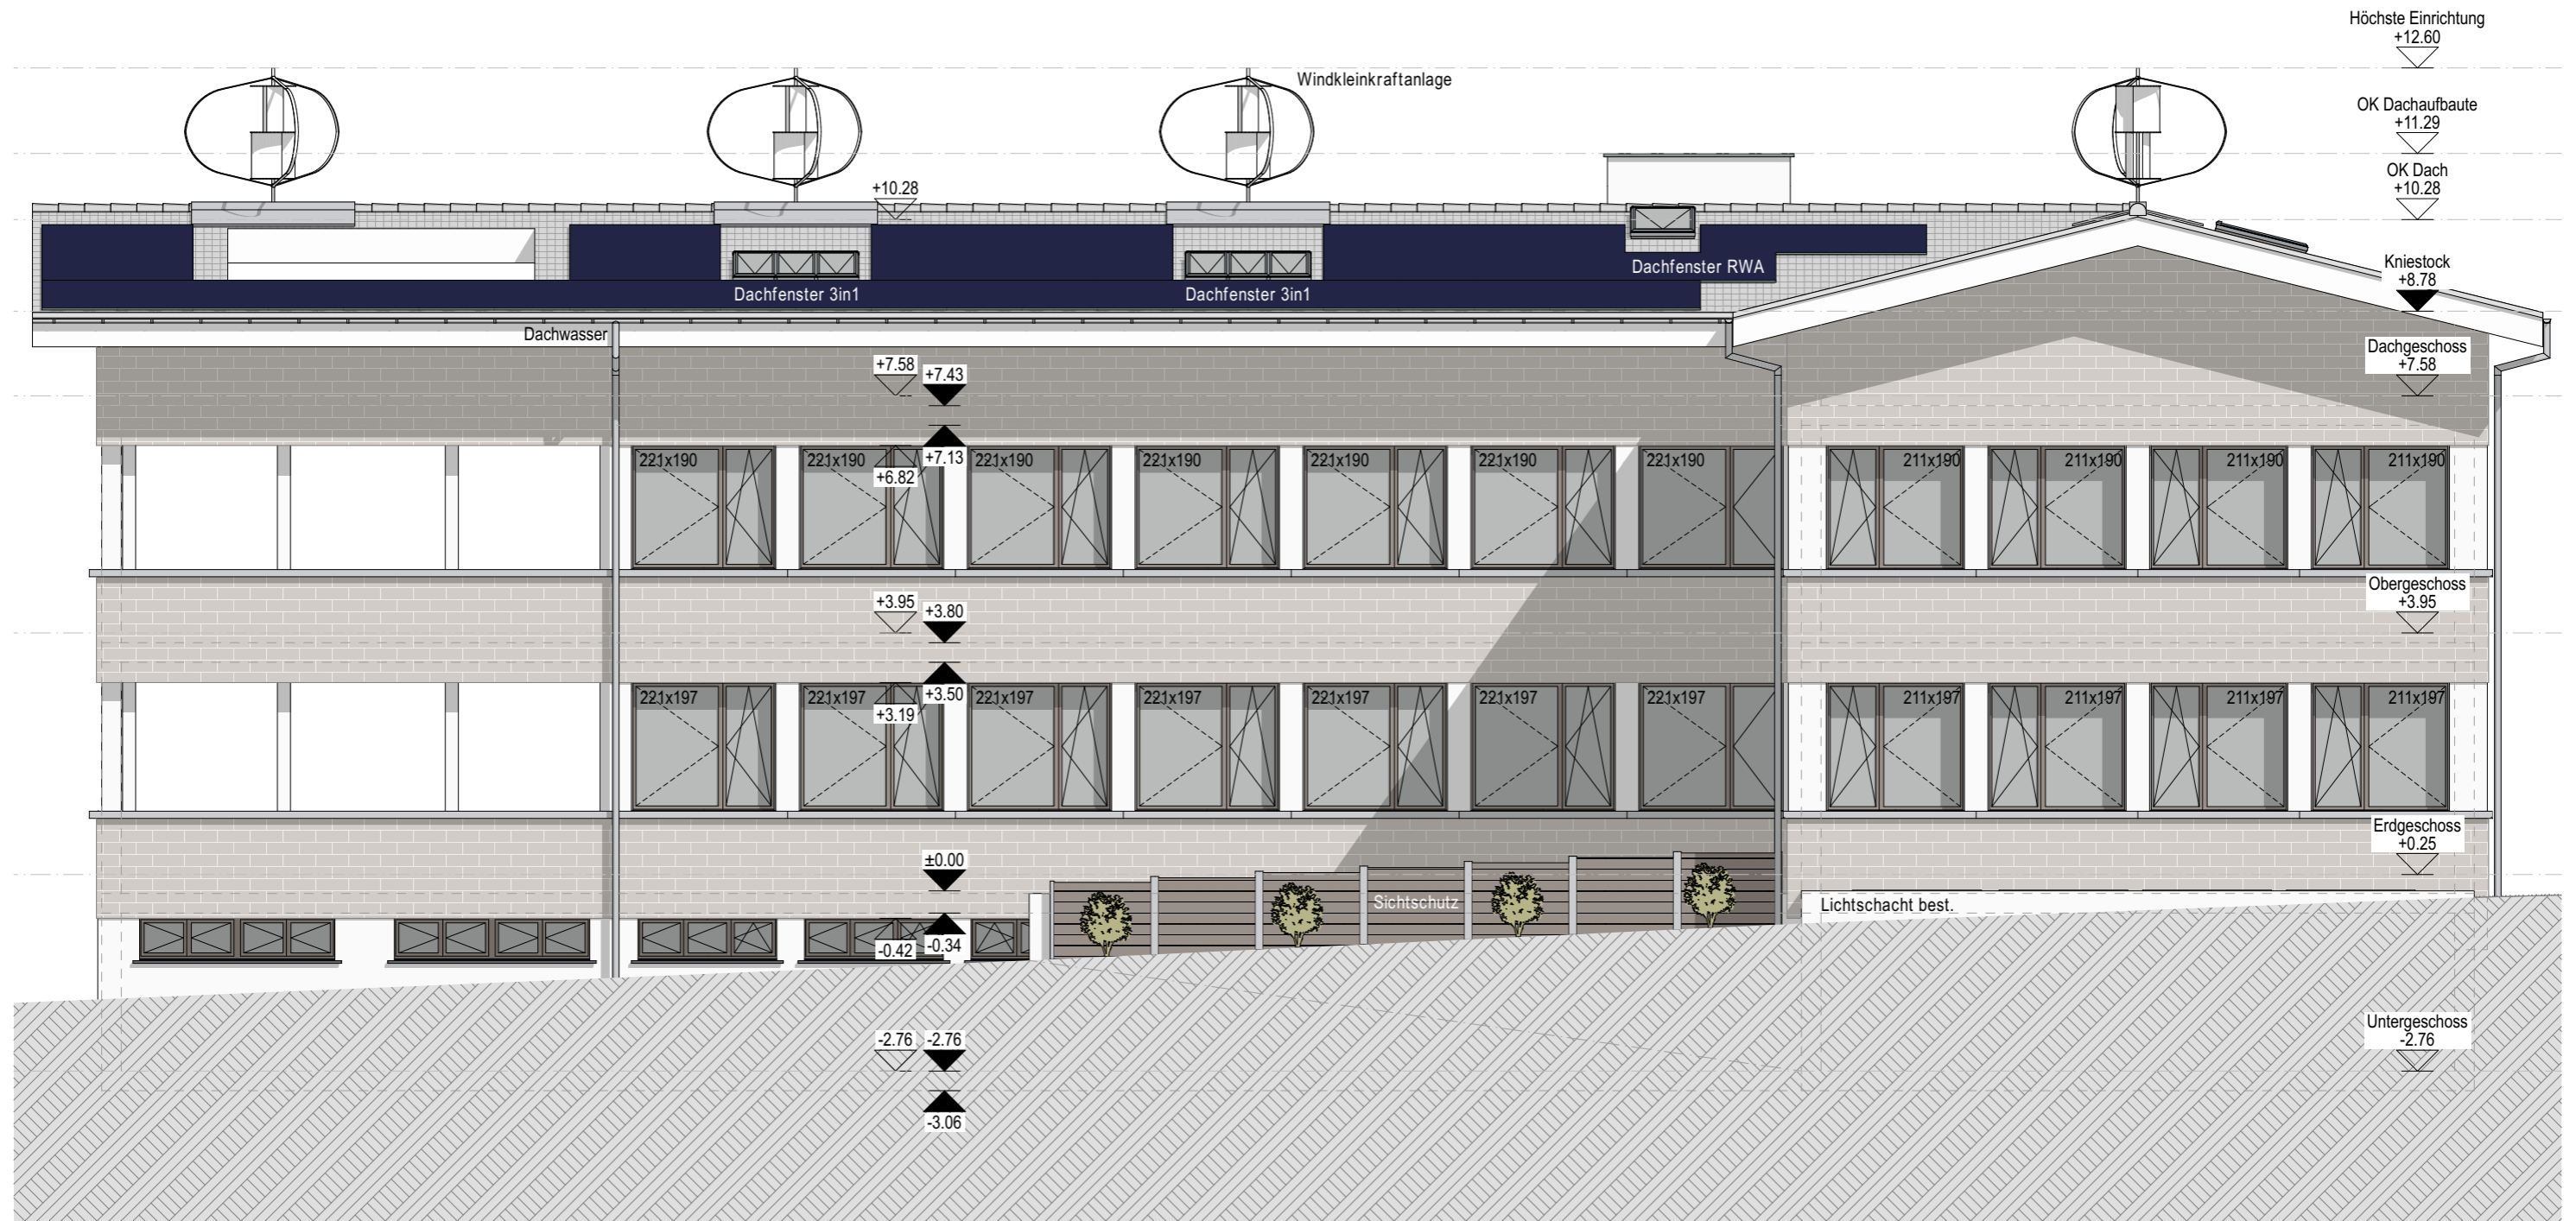 Höchste Einrichtung
+12.60
Windkleinkraftanlage
OK Dachaufbaute
+11.29
OK Dach
+10.28
+10.28
Kniestock
+8.78
Dachfenster RWA
Dachfenster 3in1
Dachfenster 3in1
Dachwasser
Dachgeschoss
+7.58
+7.58
+7.43
+7.13
+6.82
221x190
221x190
221x190
221x190
221x190
221x190
221x190
211x190
211x190
211x190
211x190
Obergeschoss
+3.95
+3.95
+3.80
+3.50
+3.19
221x197
221x197
221x197
221x197
221x197
221x197
221x197
211x197
211x197
211x197
211x197
Erdgeschoss
+0.25
±0.00
Sichtschutz
Lichtschacht best.
-0.42
-0.34
Untergeschoss
-2.76
-2.76
-2.76
-3.06